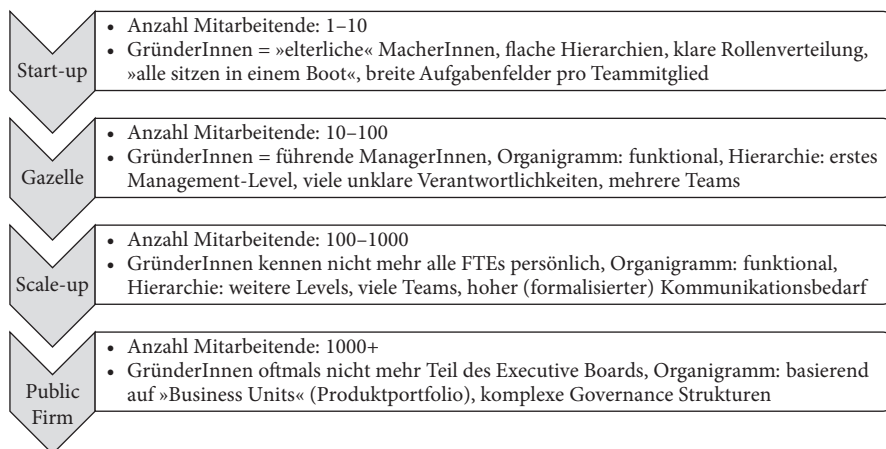 Start-up
• Anzahl Mitarbeitende: 1–10
• GründerInnen = »elterliche« MacherInnen, flache Hierarchien, klare Rollenverteilung,
»alle sitzen in einem Boot«, breite Aufgabenfelder pro Teammitglied
Gazelle
• Anzahl Mitarbeitende: 10–100
• GründerInnen = führende ManagerInnen, Organigramm: funktional, Hierarchie: erstes
Management-Level, viele unklare Verantwortlichkeiten, mehrere Teams
Scale-up
• Anzahl Mitarbeitende: 100–1000
• GründerInnen kennen nicht mehr alle FTEs persönlich, Organigramm: funktional,
Hierarchie: weitere Levels, viele Teams, hoher (formalisierter) Kommunikationsbedarf
Public
Firm
• Anzahl Mitarbeitende: 1000+
• GründerInnen oftmals nicht mehr Teil des Executive Boards, Organigramm: basierend
auf »Business Units« (Produktportfolio), komplexe Governance Strukturen